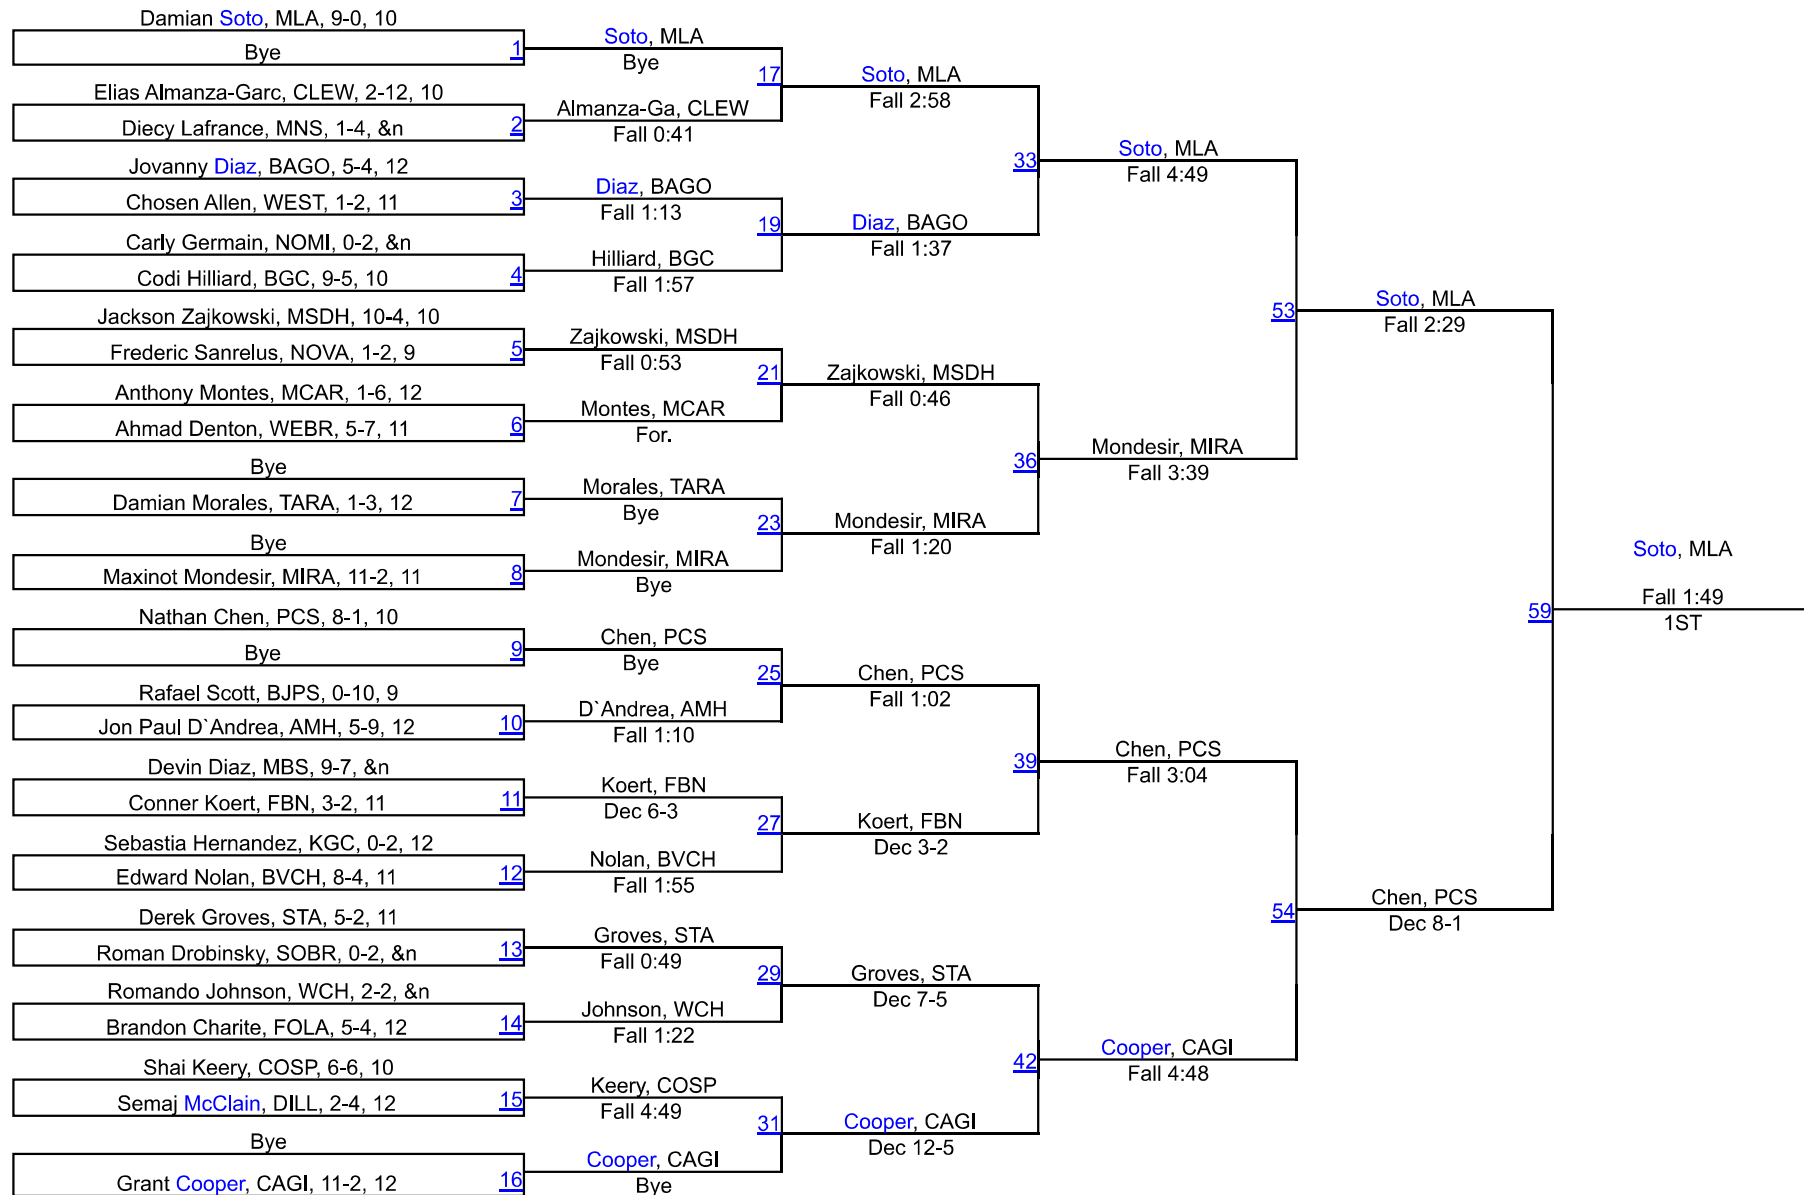 Damian Soto, MLA, 9-0, 10
Bye
1
Elias Almanza-Garc, CLEW, 2-12, 10
Diecy Lafrance, MNS, 1-4, &n
2
Jovanny Diaz, BAGO, 5-4, 12
Chosen Allen, WEST, 1-2, 11
3
Carly Germain, NOMI, 0-2, &n
Codi Hilliard, BGC, 9-5, 10
4
Jackson Zajkowski, MSDH, 10-4, 10
Frederic Sanrelus, NOVA, 1-2, 9
5
Anthony Montes, MCAR, 1-6, 12
Ahmad Denton, WEBR, 5-7, 11
6
Bye
Damian Morales, TARA, 1-3, 12
7
Bye
Maxinot Mondesir, MIRA, 11-2, 11
8
Nathan Chen, PCS, 8-1, 10
Bye
9
Rafael Scott, BJPS, 0-10, 9
Jon Paul D`Andrea, AMH, 5-9, 12
10
Devin Diaz, MBS, 9-7, &n
Conner Koert, FBN, 3-2, 11
11
Sebastia Hernandez, KGC, 0-2, 12
Edward Nolan, BVCH, 8-4, 11
12
Derek Groves, STA, 5-2, 11
Roman Drobinsky, SOBR, 0-2, &n
13
Romando Johnson, WCH, 2-2, &n
Brandon Charite, FOLA, 5-4, 12
14
Shai Keery, COSP, 6-6, 10
Semaj McClain, DILL, 2-4, 12
15
Bye
Grant Cooper, CAGI, 11-2, 12
16
Soto, MLA
Bye
17
Almanza-Ga, CLEW
Fall 0:41
Diaz, BAGO
Fall 1:13
19
Hilliard, BGC
Fall 1:57
Zajkowski, MSDH
Fall 0:53
21
Montes, MCAR
For.
Morales, TARA
Bye
23
Mondesir, MIRA
Bye
Chen, PCS
Bye
25
D`Andrea, AMH
Fall 1:10
Koert, FBN
Dec 6-3
27
Nolan, BVCH
Fall 1:55
Groves, STA
Fall 0:49
29
Johnson, WCH
Fall 1:22
Keery, COSP
Fall 4:49
31
Cooper, CAGI
Bye
Soto, MLA
Fall 2:58
33
Diaz, BAGO
Fall 1:37
Zajkowski, MSDH
Fall 0:46
36
Mondesir, MIRA
Fall 1:20
Chen, PCS
Fall 1:02
39
Koert, FBN
Dec 3-2
Groves, STA
Dec 7-5
42
Cooper, CAGI
Dec 12-5
Soto, MLA
Fall 4:49
53
Mondesir, MIRA
Fall 3:39
Chen, PCS
Fall 3:04
54
Cooper, CAGI
Fall 4:48
Soto, MLA
Fall 2:29
59
Chen, PCS
Dec 8-1
Soto, MLA
Fall 1:49
1ST